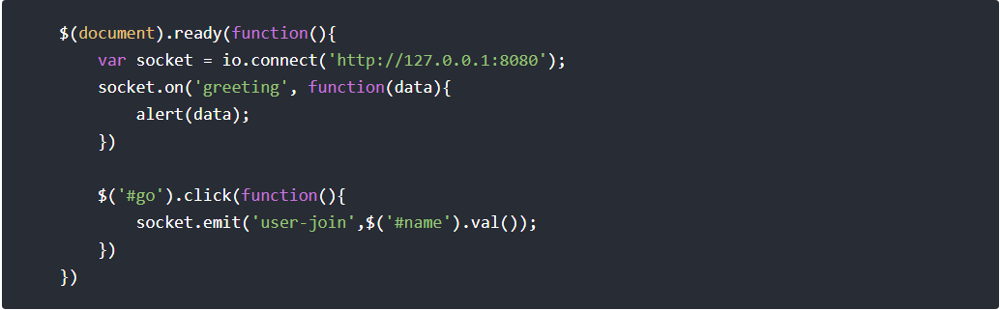 $(document).ready(function(){
    var socket = io.connect('http://127.0.0.1:8080');
    socket.on('greeting', function(data){
        alert(data);
    })

    $('#go').click(function(){
        socket.emit('user-join',$('#name').val());
    })
})